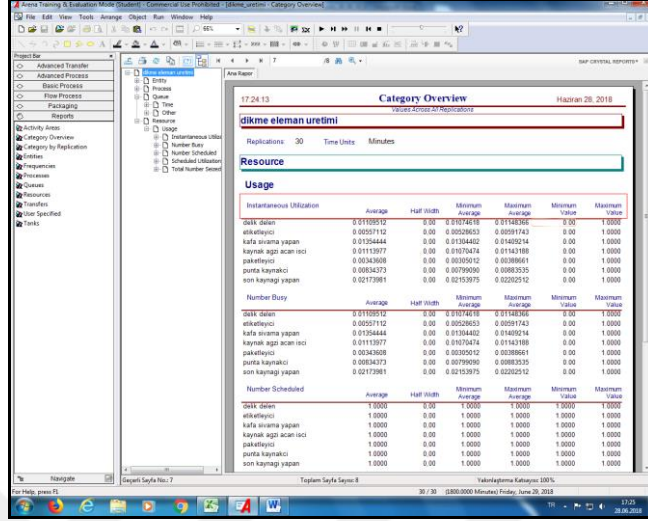 Arena Training & Evaluation Mode (Student) - Commercial Use Prohibited - [dikme_uretimi - Category Overview]
File Edit View Tools Arrange Object Run Window Help
65%
Project Bar
Advanced Transfer
Advanced Process
Basic Process
Flow Process
Packaging
Reports
Activity Areas
Category Overview
Category by Replication
Entities
Frequencies
Processes
Queues
Resources
Transfers
User Specified
Tanks
Navigate
7 /8
SAP CRYSTAL REPORTS®
dikme eleman uretimi
Entity
Process
Queue
Time
Other
Resource
Usage
Instantaneous Utiliza
Number Busy
Number Scheduled
Scheduled Utilization
Total Number Seized
Ana Rapor
17:24:13 Category Overview Haziran 28, 2018
Values Across All Replications
dikme eleman uretimi
Replications 30 Time Units Minutes
Resource
Usage
Instantaneous Utilization Average Half Width Minimum Average Maximum Average Minimum Value Maximum Value
delik delen 0.01109512 0.00 0.01074618 0.01148366 0.00 1.0000
etiketleyici 0.00557112 0.00 0.00528653 0.00591743 0.00 1.0000
kafa sivama yapan 0.01354444 0.00 0.01304402 0.01409214 0.00 1.0000
kaynak agzi acan isci 0.01113977 0.00 0.01070474 0.01143188 0.00 1.0000
paketleyici 0.00343608 0.00 0.00305012 0.00388661 0.00 1.0000
punta kaynakci 0.00834373 0.00 0.00799090 0.00883535 0.00 1.0000
son kaynagi yapan 0.02173981 0.00 0.02153975 0.02202512 0.00 1.0000
Number Busy Average Half Width Minimum Average Maximum Average Minimum Value Maximum Value
delik delen 0.01109512 0.00 0.01074618 0.01148366 0.00 1.0000
etiketleyici 0.00557112 0.00 0.00528653 0.00591743 0.00 1.0000
kafa sivama yapan 0.01354444 0.00 0.01304402 0.01409214 0.00 1.0000
kaynak agzi acan isci 0.01113977 0.00 0.01070474 0.01143188 0.00 1.0000
paketleyici 0.00343608 0.00 0.00305012 0.00388661 0.00 1.0000
punta kaynakci 0.00834373 0.00 0.00799090 0.00883535 0.00 1.0000
son kaynagi yapan 0.02173981 0.00 0.02153975 0.02202512 0.00 1.0000
Number Scheduled Average Half Width Minimum Average Maximum Average Minimum Value Maximum Value
delik delen 1.0000 0.00 1.0000 1.0000 1.0000 1.0000
etiketleyici 1.0000 0.00 1.0000 1.0000 1.0000 1.0000
kafa sivama yapan 1.0000 0.00 1.0000 1.0000 1.0000 1.0000
kaynak agzi acan isci 1.0000 0.00 1.0000 1.0000 1.0000 1.0000
paketleyici 1.0000 0.00 1.0000 1.0000 1.0000 1.0000
punta kaynakci 1.0000 0.00 1.0000 1.0000 1.0000 1.0000
son kaynagi yapan 1.0000 0.00 1.0000 1.0000 1.0000 1.0000
Geçerli Sayfa No.: 7 Toplam Sayfa Sayısı: 8 Yakınlaştırma Katsayısı: 100%
For Help, press F1 30 / 30 (1800.0000 Minutes) Friday, June 29, 2018
TR 17:25
28.06.2018